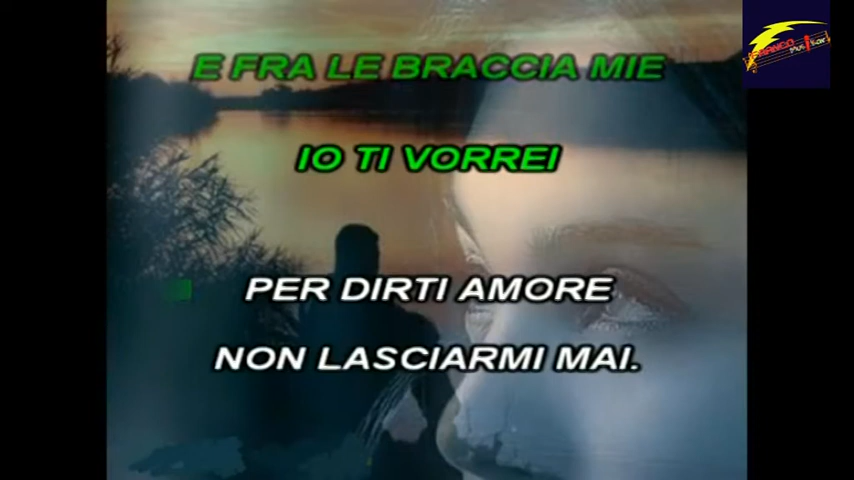 E FRA LE BRACCIA MIE
IO TI VORREI
PER DIRTI AMORE
NON LASCIARMI MAI.